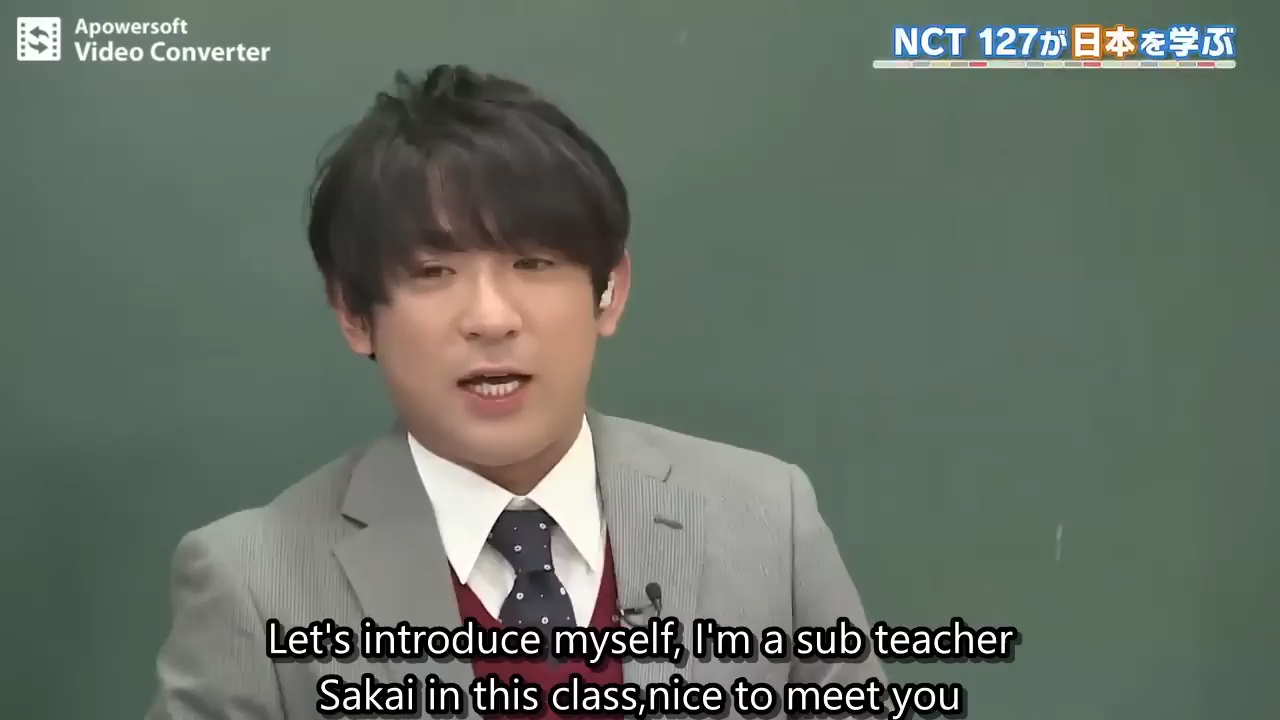 Apowersoft
Video Converter
NCT 127が日本を学ぶ
Let's introduce myself, I'm a sub teacher
Sakai in this class,nice to meet you